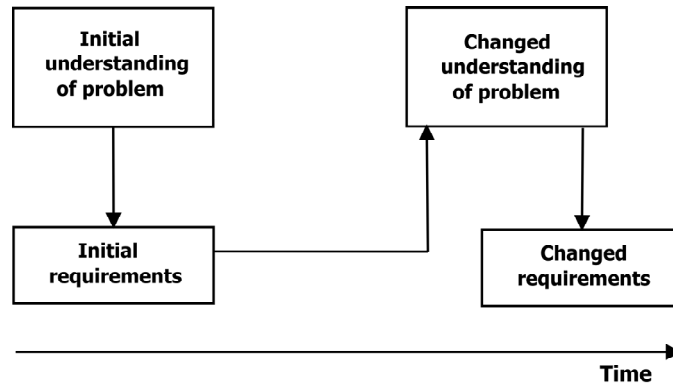 Initial
understanding
of problem
Changed
understanding
of problem
Initial
requirements
Changed
requirements
Time